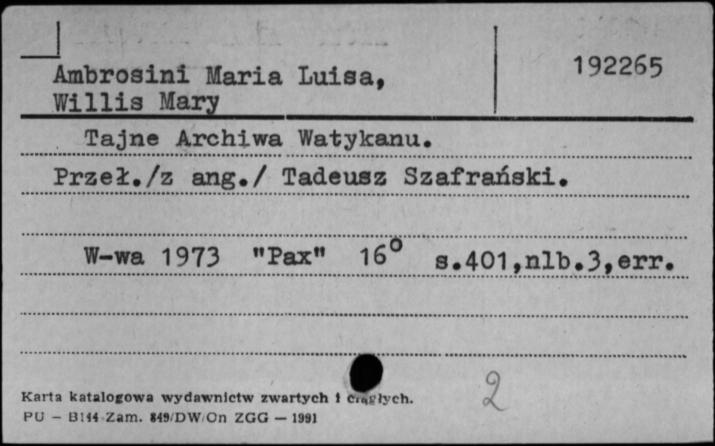 Ambrosini Maria Luisa,
Willis Mary
192265
Tajne Archiwa Watykanu.
Przeł./z ang./ Tadeusz Szafrański.
W-wa 1973 "Pax" 16° s.401,nlb.3,err.
2
Karta katalogowa wydawnictw zwartych i ciągłych.
PU – B144 Zam. 849/DW/On ZGG — 1991